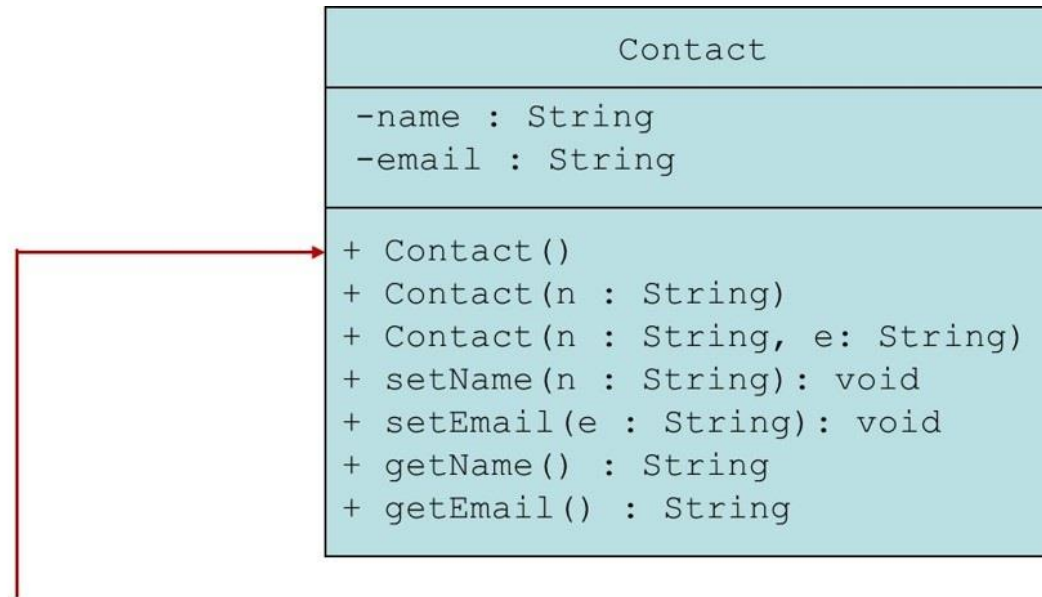 Contact
-name : String
-email : String
+ Contact()
+ Contact(n : String)
+ Contact(n : String, e: String)
+ setName(n : String): void
+ setEmail(e : String): void
+ getName() : String
+ getEmail() : String